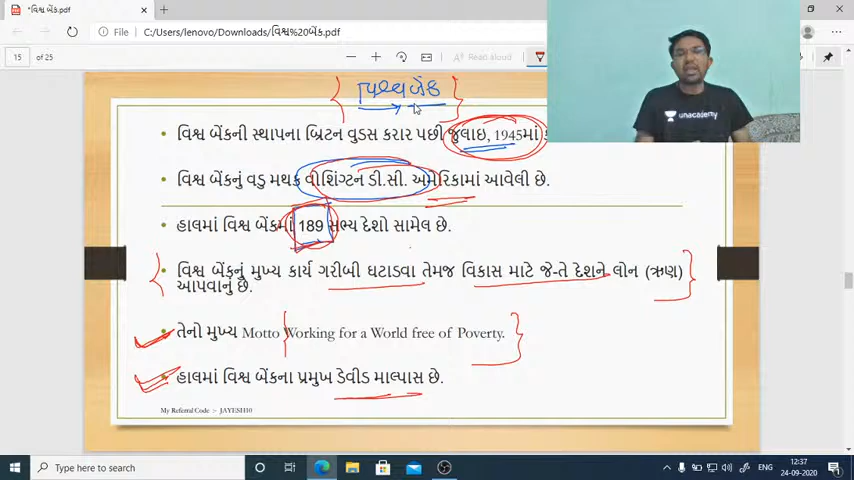 *વિશ્વ બેંક.pdf
File C:/Users/lenovo/Downloads/વિશ્વ%20બેંક.pdf
15 of 25
Read aloud
વિશ્વબેંક
unacademy
વિશ્વ બેંકની સ્થાપના બ્રિટન વુડસ કરાર પછી જુલાઇ, 1945માં
વિશ્વ બેંકનું વડુ મથક વોશિંગ્ટન ડી.સી. અમેરિકામાં આવેલી છે.
હાલમાં વિશ્વ બેંકમાં 189 સભ્ય દેશો સામેલ છે.
વિશ્વ બેંકનું મુખ્ય કાર્ય ગરીબી ઘટાડવા તેમજ વિકાસ માટે જે-તે દેશને લોન (ઋણ)
આપવાનું છે.
તેનો મુખ્ય Motto Working for a World free of Poverty.
હાલમાં વિશ્વ બેંકના પ્રમુખ ડેવીડ માલ્પાસ છે.
My Referral Code :- JAYESH10
Type here to search
ENG
12:37
24-09-2020